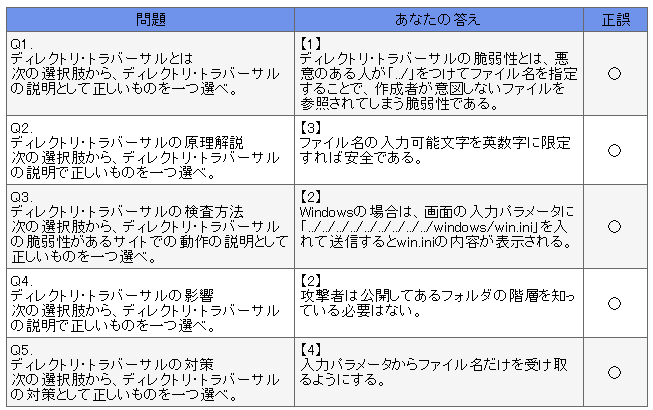 問題 あなたの答え 正誤
Q1.
ディレクトリ・トラバーサルとは
次の選択肢から、ディレクトリ・トラバーサル
の説明として正しいものを一つ選べ。
【1】
ディレクトリ・トラバーサルの脆弱性とは、悪
意のある人が「../」をつけてファイル名を指定
することで、作成者が意図しないファイルを
参照されてしまう脆弱性である。
○
Q2.
ディレクトリ・トラバーサルの原理解説
次の選択肢から、ディレクトリ・トラバーサル
の説明で正しいものを一つ選べ。
【3】
ファイル名の入力可能文字を英数字に限定
すれば安全である。
○
Q3.
ディレクトリ・トラバーサルの検査方法
次の選択肢から、ディレクトリ・トラバーサル
の脆弱性があるサイトでの動作の説明として
正しいものを一つ選べ。
【2】
Windowsの場合は、画面の入力パラメータに
「../../../../../../../../../windows/win.ini」を入
れて送信するとwin.iniの内容が表示される。
○
Q4.
ディレクトリ・トラバーサルの影響
次の選択肢から、ディレクトリ・トラバーサル
の説明で正しいものを一つ選べ。
【2】
攻撃者は公開してあるフォルダの階層を知っ
ている必要はない。
○
Q5.
ディレクトリ・トラバーサルの対策
次の選択肢から、ディレクトリ・トラバーサル
の対策として正しいものを一つ選べ。
【4】
入力パラメータからファイル名だけを受け取
るようにする。
○